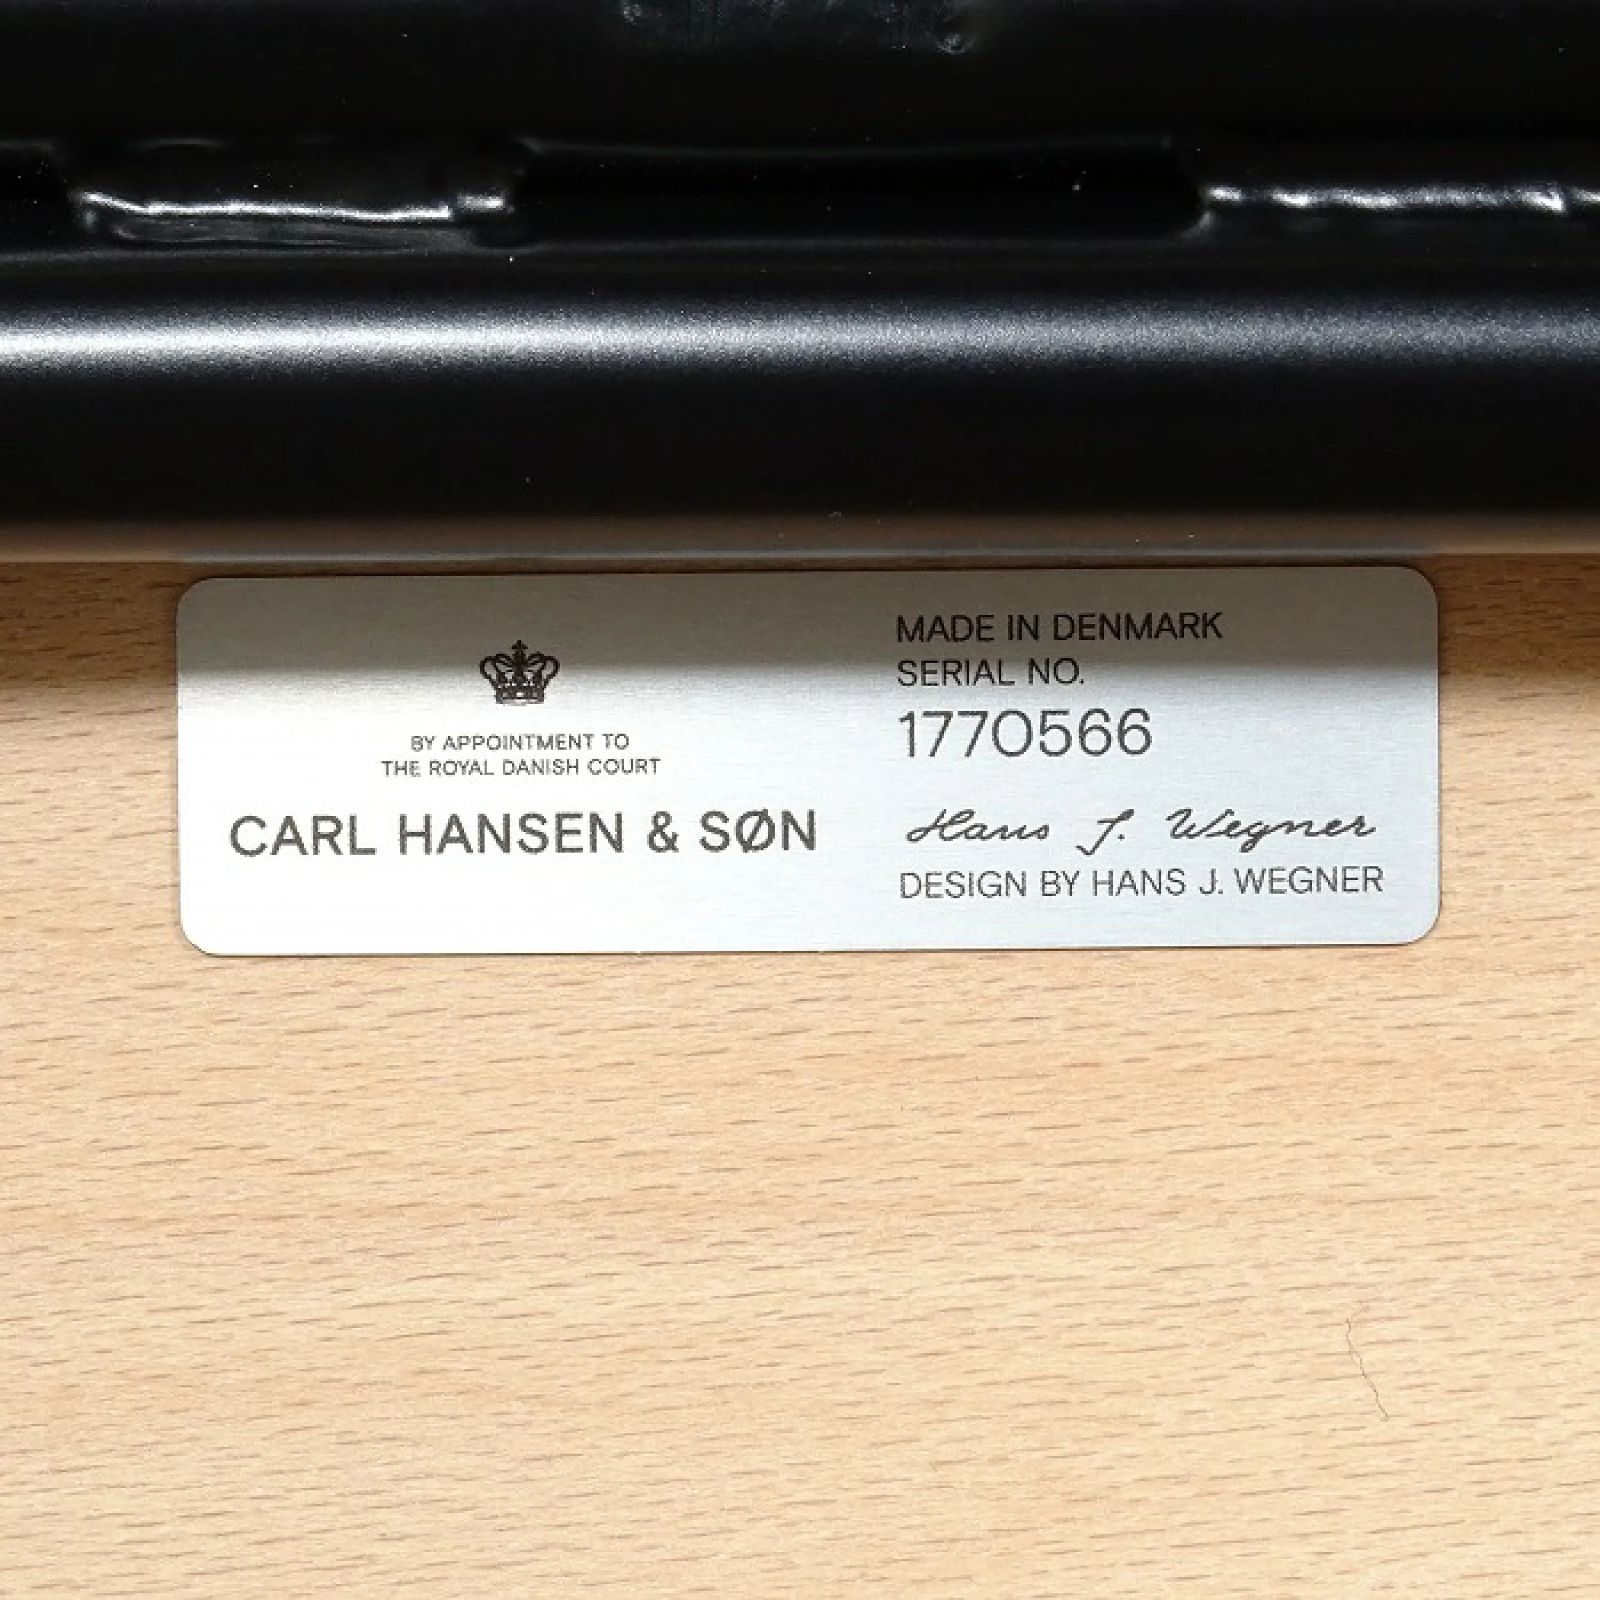 BY APPOINTMENT TO
THE ROYAL DANISH COURT
CARL HANSEN & SØN
MADE IN DENMARK
SERIAL NO.
1770566
Hans J. Wegner
DESIGN BY HANS J. WEGNER